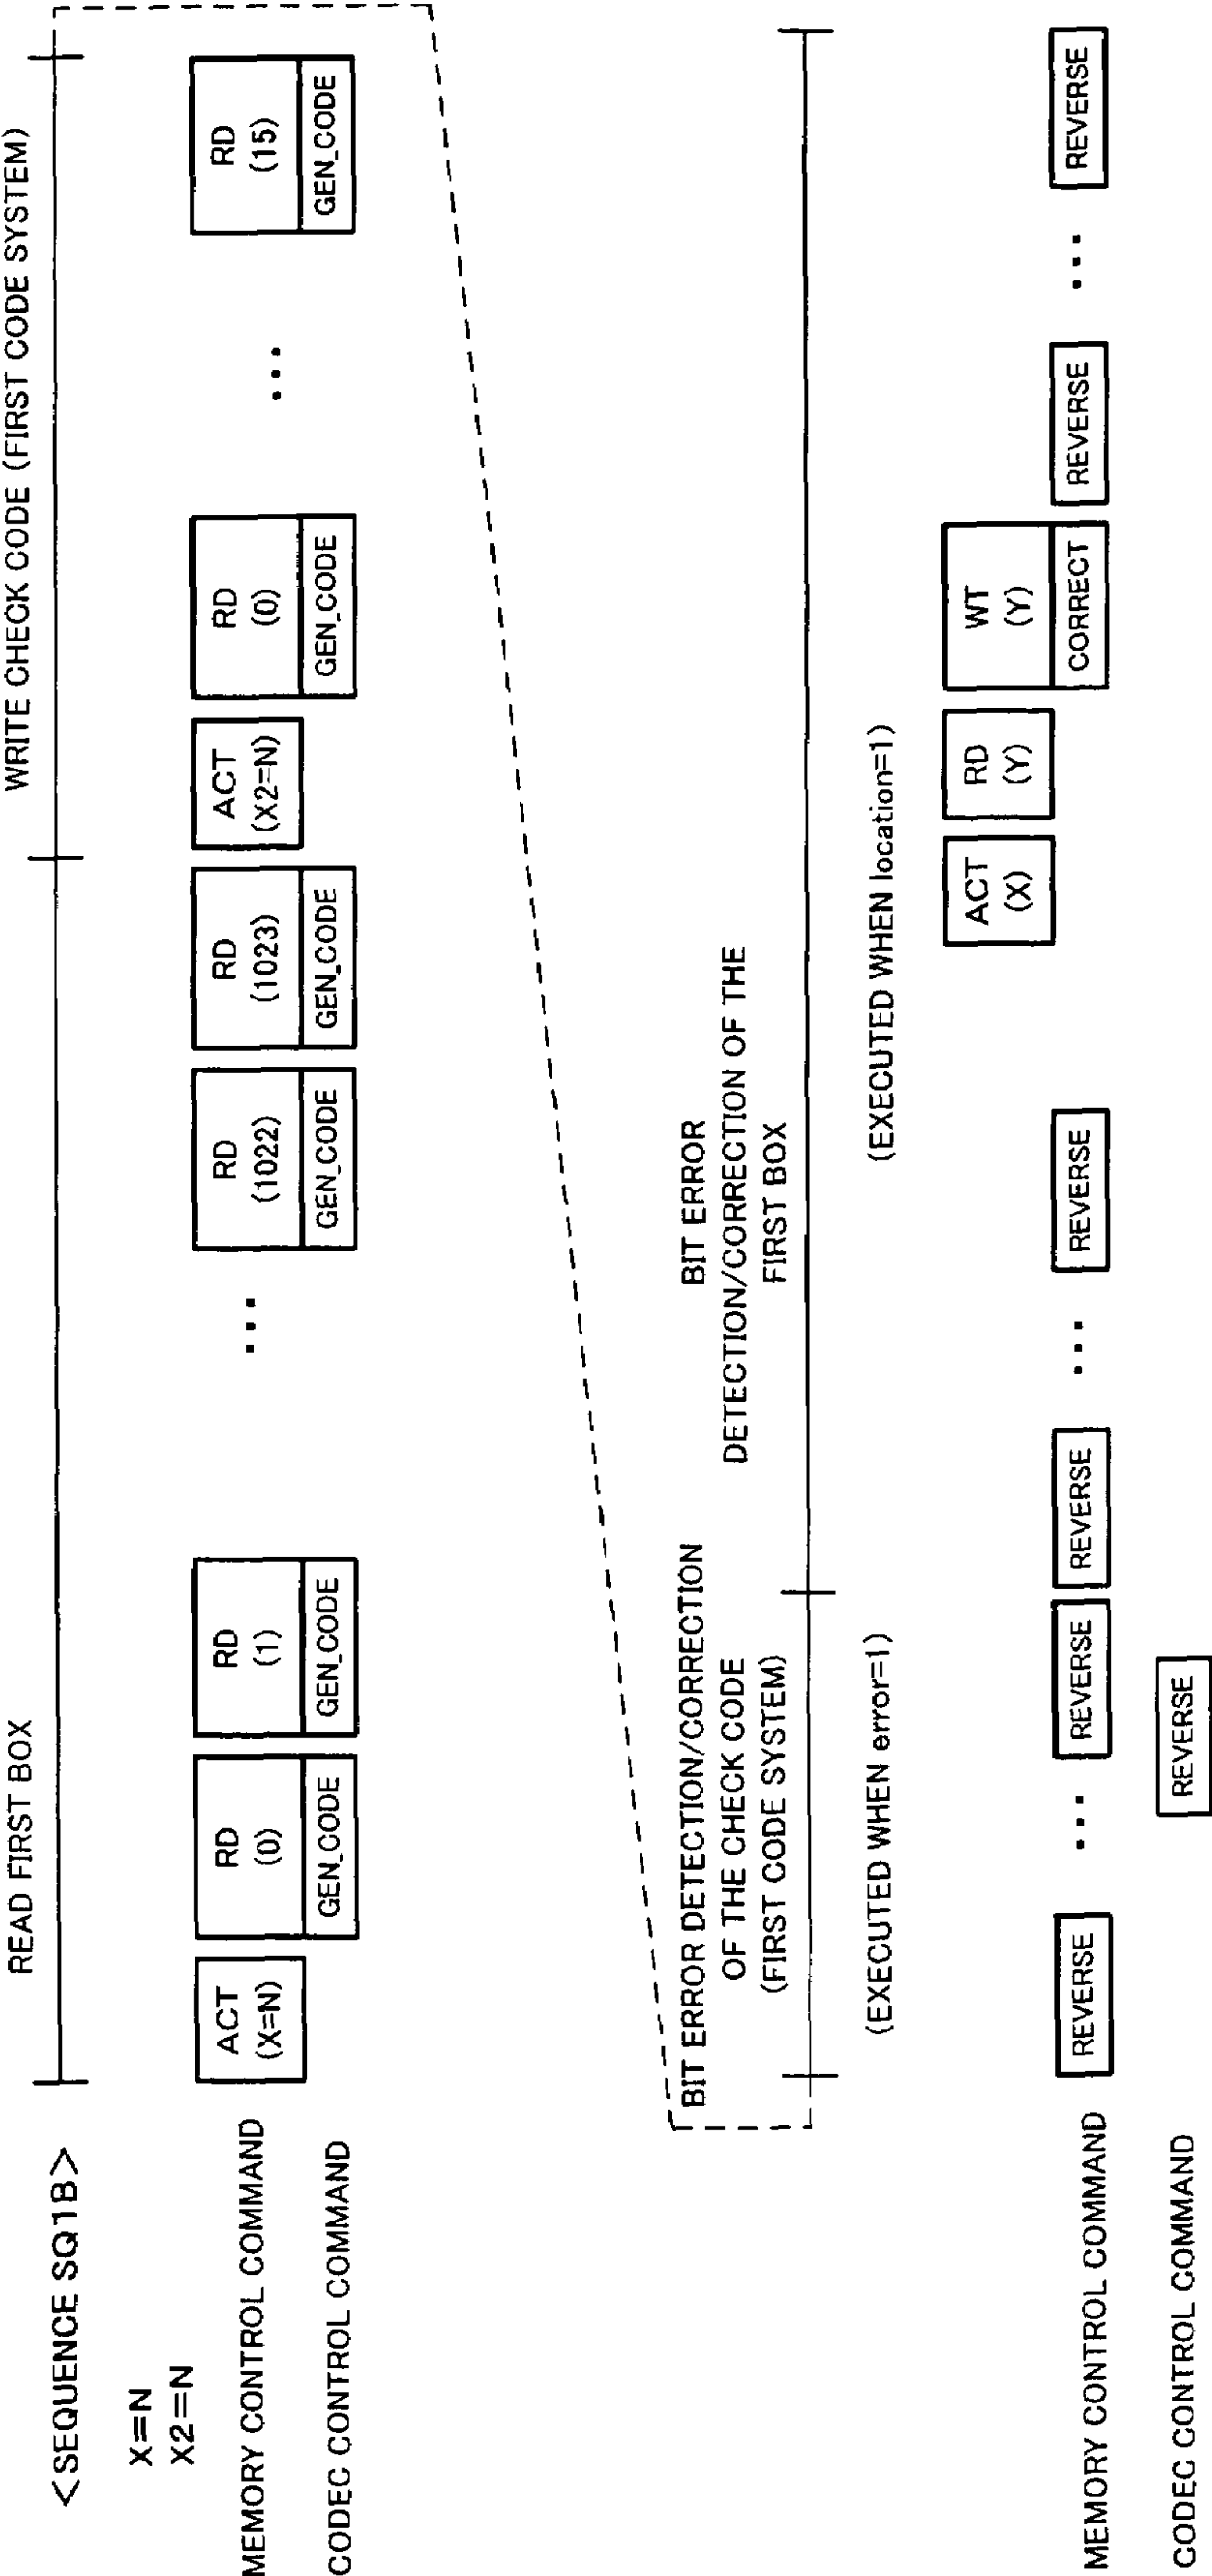 <SEQUENCE SQ1B>
X=N
X2=N
READ FIRST BOX
WRITE CHECK CODE (FIRST CODE SYSTEM)
MEMORY CONTROL COMMAND
ACT
(X=N)
RD
(0)
RD
(1)
...
RD
(1022)
RD
(1023)
ACT
(X2=N)
RD
(0)
...
RD
(15)
CODEC CONTROL COMMAND
GEN_CODE
GEN_CODE
GEN_CODE
GEN_CODE
GEN_CODE
GEN_CODE
BIT ERROR DETECTION/CORRECTION
OF THE CHECK CODE
(FIRST CODE SYSTEM)
BIT ERROR
DETECTION/CORRECTION OF THE
FIRST BOX
(EXECUTED WHEN error=1)
(EXECUTED WHEN location=1)
ACT
(X)
RD
(Y)
WT
(Y)
MEMORY CONTROL COMMAND
REVERSE
...
REVERSE
REVERSE
...
REVERSE
CORRECT
REVERSE
...
REVERSE
CODEC CONTROL COMMAND
REVERSE